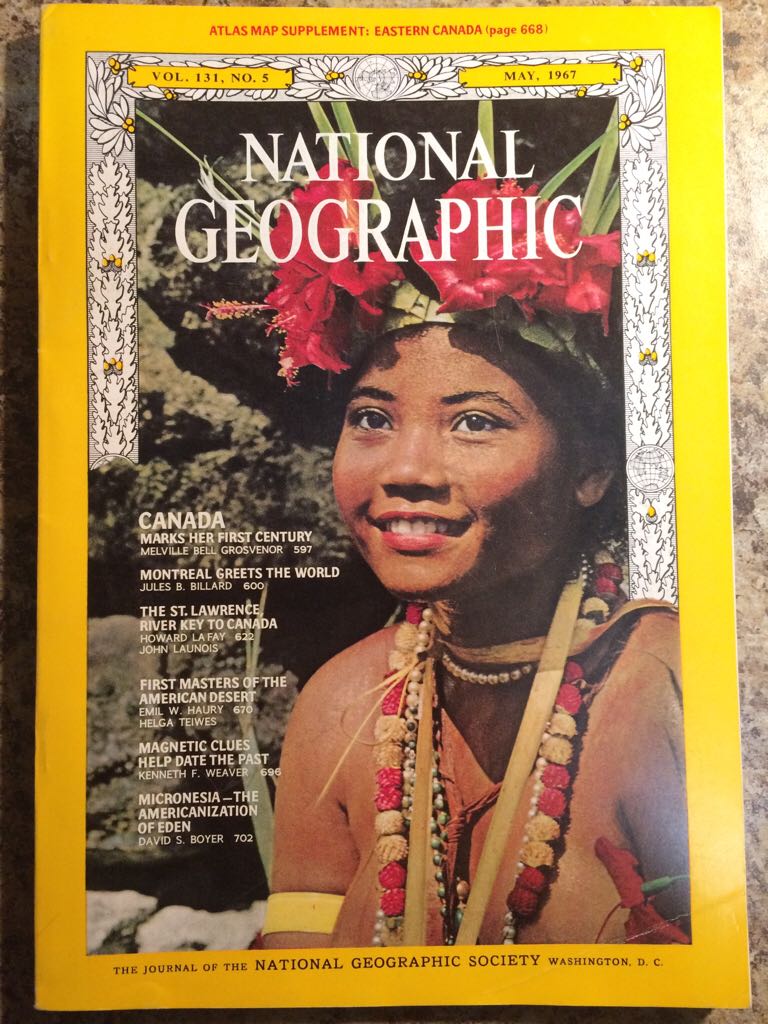 ATLAS MAP SUPPLEMENT: EASTERN CANADA (page 668)
VOL. 131, NO. 5
MAY, 1967
NATIONAL
GEOGRAPHIC
CANADA
MARKS HER FIRST CENTURY
MELVILLE BELL GROSVENOR 597
MONTREAL GREETS THE WORLD
JULES B. BILLARD 600
THE ST. LAWRENCE,
RIVER KEY TO CANADA
HOWARD LA FAY 622
JOHN LAUNOIS
FIRST MASTERS OF THE
AMERICAN DESERT
EMIL W. HAURY 670
HELGA TEIWES
MAGNETIC CLUES
HELP DATE THE PAST
KENNETH F. WEAVER 696
MICRONESIA—THE
AMERICANIZATION
OF EDEN
DAVID S. BOYER 702
THE JOURNAL OF THE NATIONAL GEOGRAPHIC SOCIETY WASHINGTON, D. C.